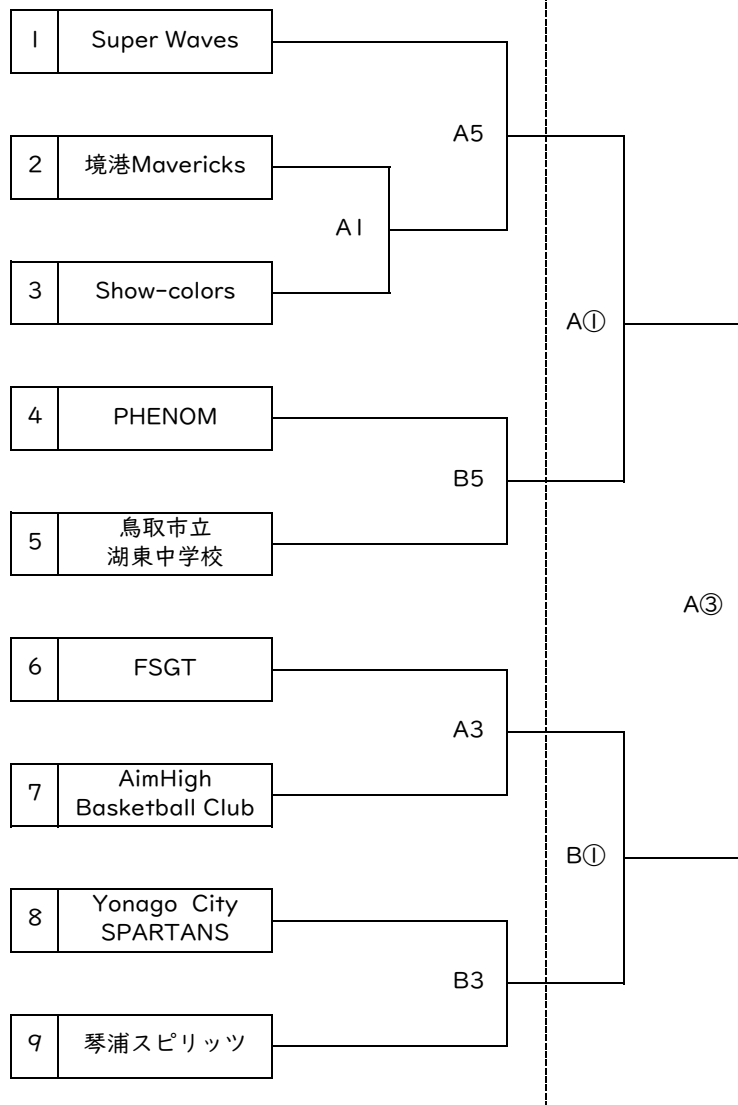 1 Super Waves
A5
2 境港Mavericks
A1
3 Show-colors
A①
4 PHENOM
B5
5 鳥取市立
湖東中学校
A③
6 FSGT
A3
7 AimHigh
Basketball Club
B①
8 Yonago City
SPARTANS
B3
9 琴浦スピリッツ